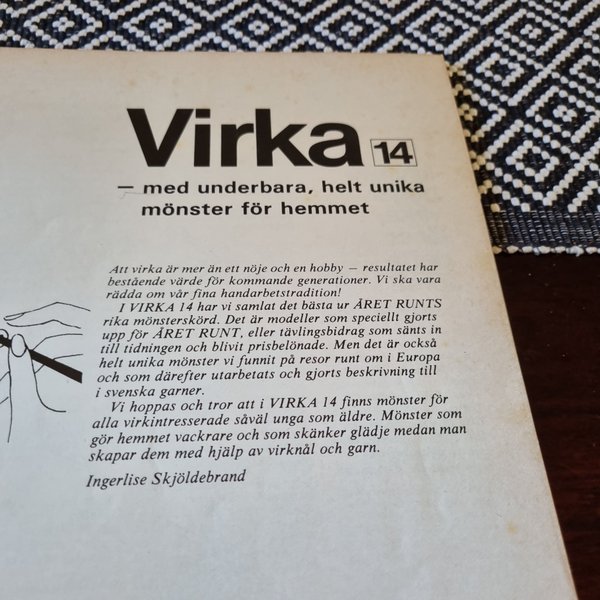 Virka 14
– med underbara, helt unika
mönster för hemmet
Att virka är mer än ett nöje och en hobby – resultatet har
bestående värde för kommande generationer. Vi ska vara
rädda om vår fina handarbetstradition!
I VIRKA 14 har vi samlat det bästa ur ÅRET RUNTS
rika mönsterskörd. Det är modeller som speciellt gjorts
upp för ÅRET RUNT, eller tävlingsbidrag som sänts in
till tidningen och blivit prisbelönade. Men det är också
helt unika mönster vi funnit på resor runt om i Europa
och som därefter utarbetats och gjorts beskrivning till
i svenska garner.
Vi hoppas och tror att i VIRKA 14 finns mönster för
alla virkintresserade såväl unga som äldre. Mönster som
gör hemmet vackrare och som skänker glädje medan man
skapar dem med hjälp av virknål och garn.
Ingerlise Skjöldebrand